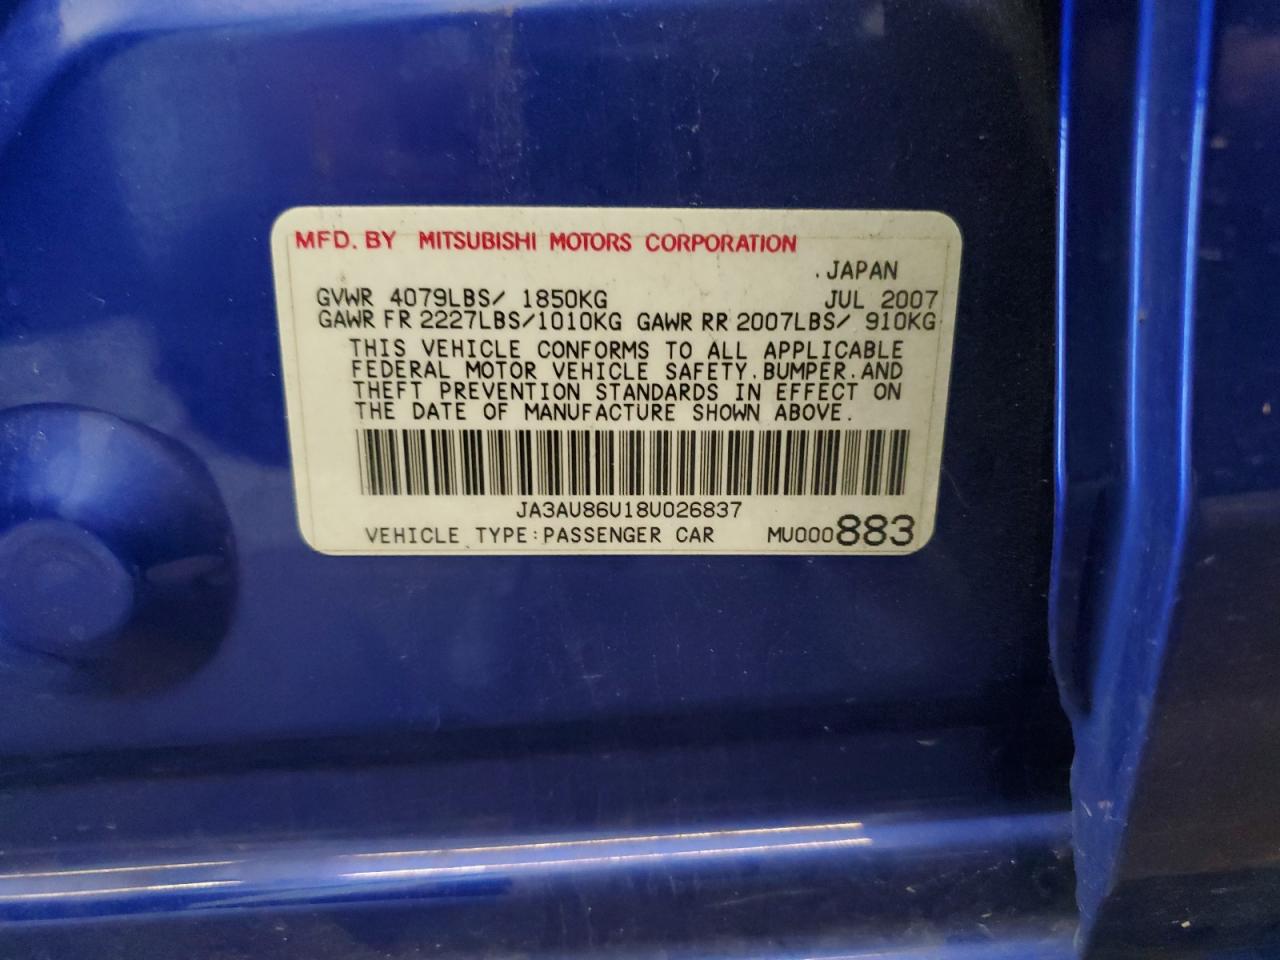 MFD. BY MITSUBISHI MOTORS CORPORATION
JAPAN
GVWR 4079LBS/ 1850KG JUL 2007
GAWR FR 2227LBS/1010KG GAWR RR 2007LBS/ 910KG
THIS VEHICLE CONFORMS TO ALL APPLICABLE
FEDERAL MOTOR VEHICLE SAFETY.BUMPER.AND
THEFT PREVENTION STANDARDS IN EFFECT ON
THE DATE OF MANUFACTURE SHOWN ABOVE.
JA3AU86U18U026837
VEHICLE TYPE:PASSENGER CAR MU000883